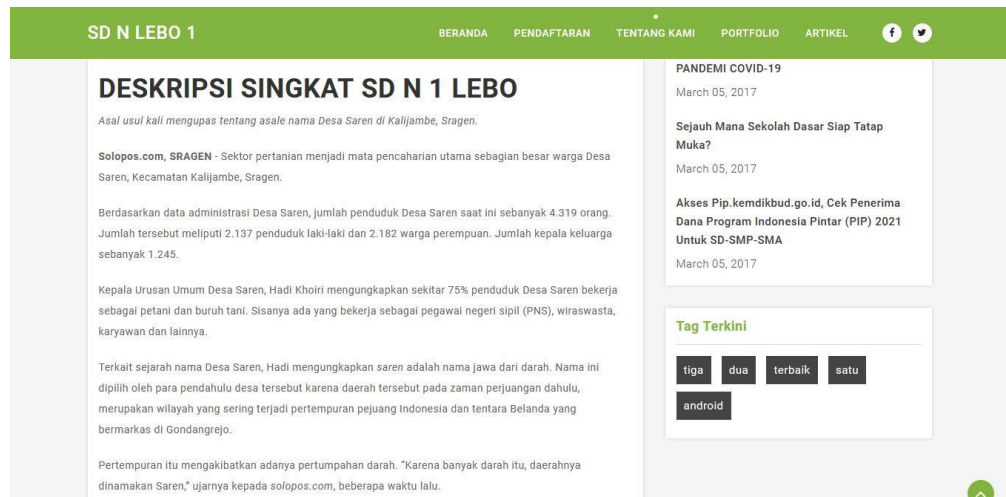 SD N LEBO 1
BERANDA PENDAFTARAN TENTANG KAMI PORTFOLIO ARTIKEL
DESKRIPSI SINGKAT SD N 1 LEBO
Asal usul kali mengupas tentang asale nama Desa Saren di Kalijambe, Sragen.
Solopos.com, SRAGEN - Sektor pertanian menjadi mata pencaharian utama sebagian besar warga Desa
Saren, Kecamatan Kalijambe, Sragen.
Berdasarkan data administrasi Desa Saren, jumlah penduduk Desa Saren saat ini sebanyak 4.319 orang.
Jumlah tersebut meliputi 2.137 penduduk laki-laki dan 2.182 warga perempuan. Jumlah kepala keluarga
sebanyak 1.245.
Kepala Urusan Umum Desa Saren, Hadi Khoiri mengungkapkan sekitar 75% penduduk Desa Saren bekerja
sebagai petani dan buruh tani. Sisanya ada yang bekerja sebagai pegawai negeri sipil (PNS), wiraswasta,
karyawan dan lainnya.
Terkait sejarah nama Desa Saren, Hadi mengungkapkan saren adalah nama jawa dari darah. Nama ini
dipilih oleh para pendahulu desa tersebut karena daerah tersebut pada zaman perjuangan dahulu,
merupakan wilayah yang sering terjadi pertempuran pejuang Indonesia dan tentara Belanda yang
bermarkas di Gondangrejo.
Pertempuran itu mengakibatkan adanya pertumpahan darah. “Karena banyak darah itu, daerahnya
dinamakan Saren,” ujarnya kepada solopos.com, beberapa waktu lalu.
PANDEMI COVID-19
March 05, 2017
Sejauh Mana Sekolah Dasar Siap Tatap
Muka?
March 05, 2017
Akses Pip.kemdikbud.go.id, Cek Penerima
Dana Program Indonesia Pintar (PIP) 2021
Untuk SD-SMP-SMA
March 05, 2017
Tag Terkini
tiga dua terbaik satu
android